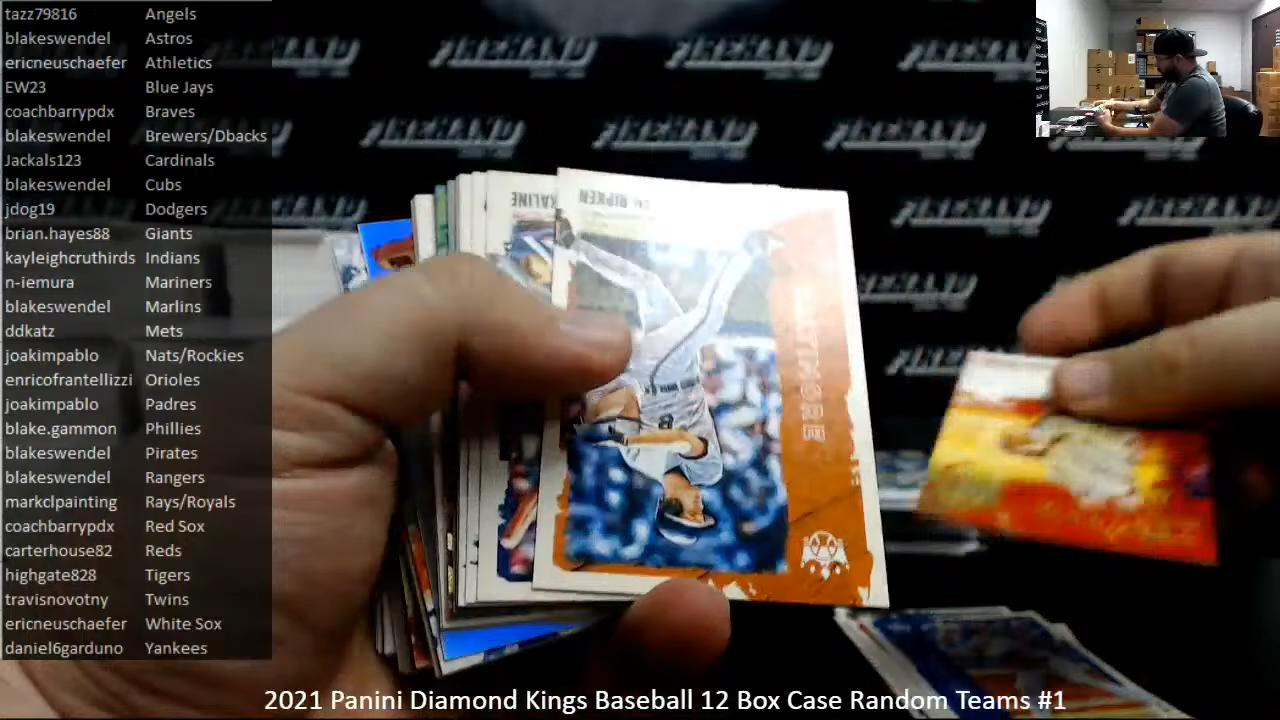 tazz79816 Angels
blakeswendel Astros
ericneuschaefer Athletics
EW23 Blue Jays
coachbarrypdx Braves
blakeswendel Brewers/Dbacks
Jackals123 Cardinals
blakeswendel Cubs
jdog19 Dodgers
brian.hayes88 Giants
kayleighcruthirds Indians
n-iemura Mariners
blakeswendel Marlins
ddkatz Mets
joakimpablo Nats/Rockies
enricofrantellizzi Orioles
joakimpablo Padres
blake.gammon Phillies
blakeswendel Pirates
blakeswendel Rangers
markclpainting Rays/Royals
coachbarrypdx Red Sox
carterhouse82 Reds
highgate828 Tigers
travisnovotny Twins
ericneuschaefer White Sox
daniel6garduno Yankees
FIREHAND
KALINE
RIPKEN
2021 Panini Diamond Kings Baseball 12 Box Case Random Teams #1